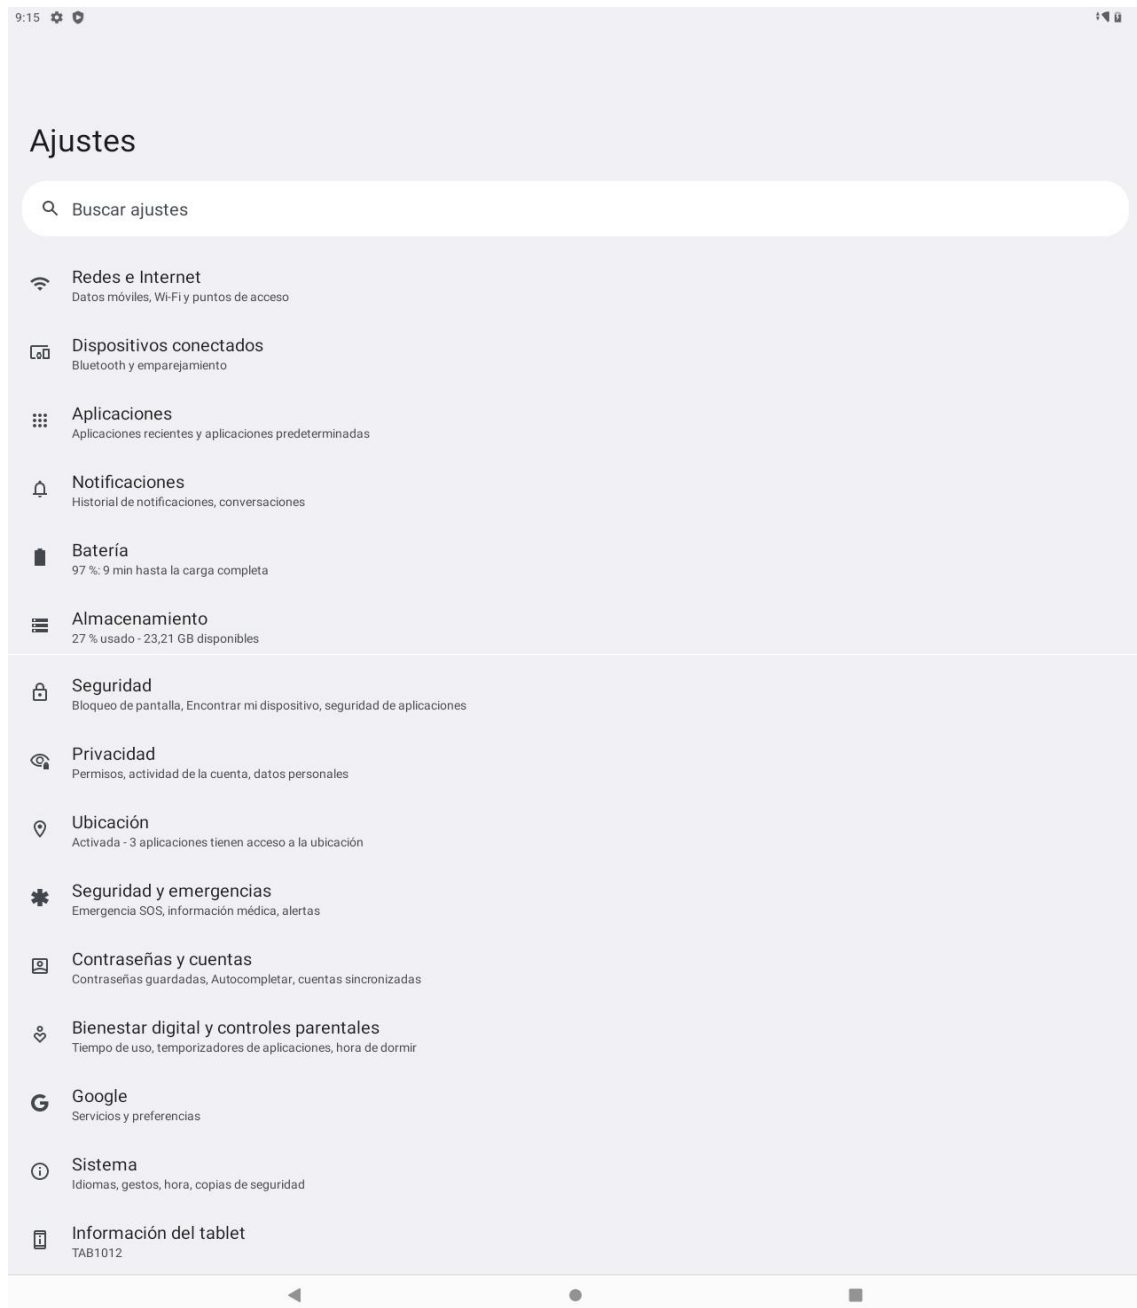 9:15
Ajustes
Buscar ajustes
Redes e Internet
Datos móviles, Wi-Fi y puntos de acceso
Dispositivos conectados
Bluetooth y emparejamiento
Aplicaciones
Aplicaciones recientes y aplicaciones predeterminadas
Notificaciones
Historial de notificaciones, conversaciones
Batería
97 %: 9 min hasta la carga completa
Almacenamiento
27 % usado - 23,21 GB disponibles
Seguridad
Bloqueo de pantalla, Encontrar mi dispositivo, seguridad de aplicaciones
Privacidad
Permisos, actividad de la cuenta, datos personales
Ubicación
Activada - 3 aplicaciones tienen acceso a la ubicación
Seguridad y emergencias
Emergencia SOS, información médica, alertas
Contraseñas y cuentas
Contraseñas guardadas, Autocompletar, cuentas sincronizadas
Bienestar digital y controles parentales
Tiempo de uso, temporizadores de aplicaciones, hora de dormir
Google
Servicios y preferencias
Sistema
Idiomas, gestos, hora, copias de seguridad
Información del tablet
TAB1012